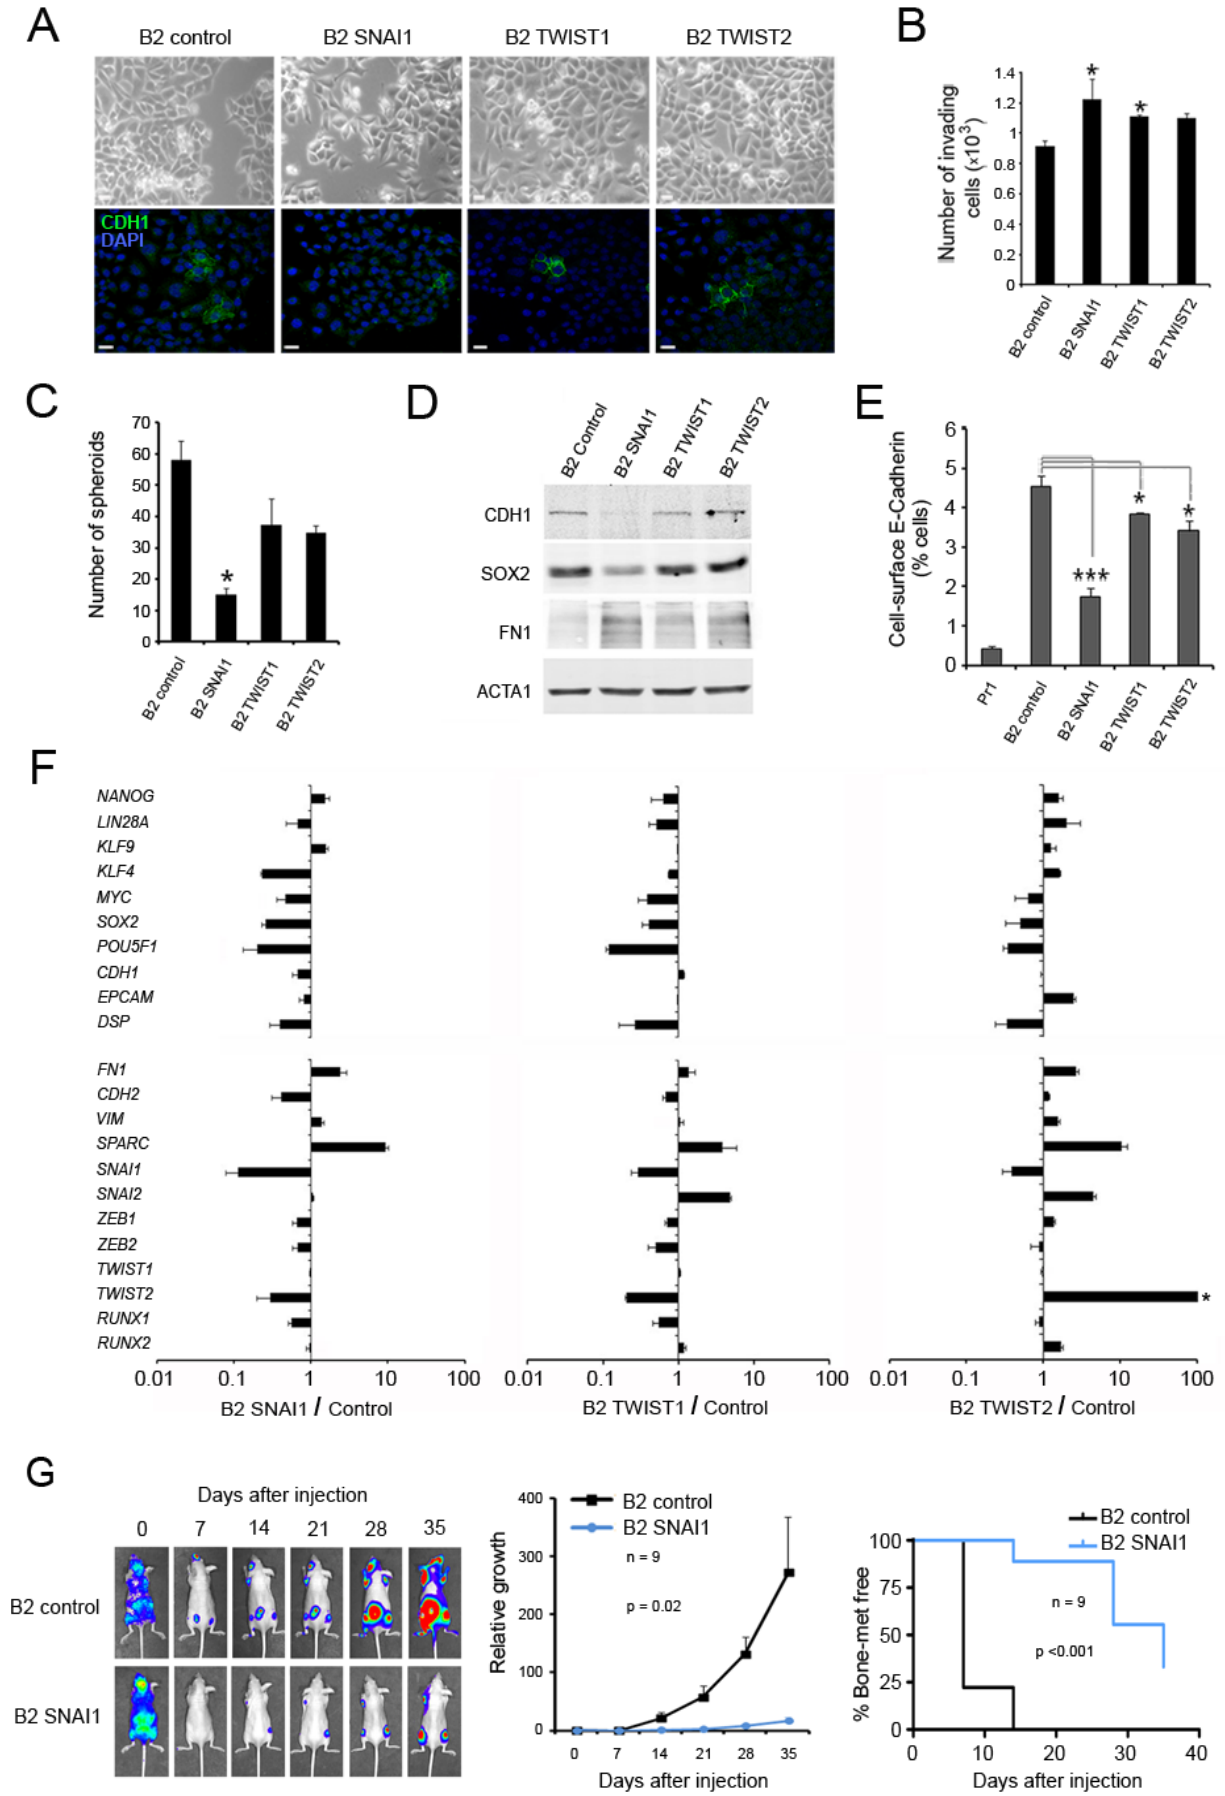 A
B2 control
B2 SNAI1
B2 TWIST1
B2 TWIST2
CDH1
DAPI
B
Number of invading
cells (×10³)
1.4
1.2
1
0.8
0.6
0.4
0.2
0
B2 control
B2 SNAI1
B2 TWIST1
B2 TWIST2
*
*
C
Number of spheroids
70
60
50
40
30
20
10
0
*
B2 control
B2 SNAI1
B2 TWIST1
B2 TWIST2
D
B2 Control
B2 SNAI1
B2 TWIST1
B2 TWIST2
CDH1
SOX2
FN1
ACTA1
E
Cell-surface E-Cadherin
(% cells)
6
5
4
3
2
1
0
***
*
*
Pr1
B2 control
B2 SNAI1
B2 TWIST1
B2 TWIST2
F
NANOG
LIN28A
KLF9
KLF4
MYC
SOX2
POU5F1
CDH1
EPCAM
DSP
FN1
CDH2
VIM
SPARC
SNAI1
SNAI2
ZEB1
ZEB2
TWIST1
TWIST2
*
RUNX1
RUNX2
0.01 0.1 1 10 100
B2 SNAI1 / Control
0.01 0.1 1 10 100
B2 TWIST1 / Control
0.01 0.1 1 10 100
B2 TWIST2 / Control
G
Days after injection
0 7 14 21 28 35
B2 control
B2 SNAI1
Relative growth
400
300
200
100
0
B2 control
B2 SNAI1
n = 9
p = 0.02
0 7 14 21 28 35
Days after injection
% Bone-met free
100
75
50
25
0
B2 control
B2 SNAI1
n = 9
p <0.001
0 10 20 30 40
Days after injection